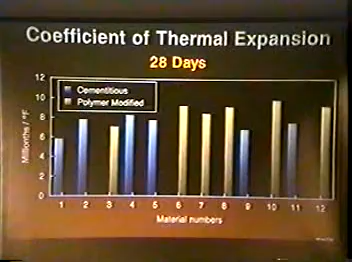 Coefficient of Thermal Expansion
28 Days
Cementitious
Polymer Modified
Millionths / °F
12
10
8
6
4
2
0
1 2 3 4 5 6 7 8 9 10 11 12
Material numbers